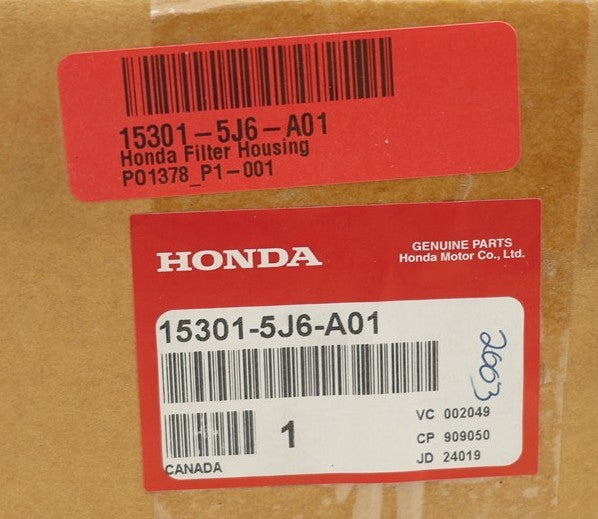 15301-5J6-A01
Honda Filter Housing
PO1378_P1-001
HONDA
GENUINE PARTS
Honda Motor Co., Ltd.
15301-5J6-A01
2603
1
VC 002049
CP 909050
JD 24019
CANADA